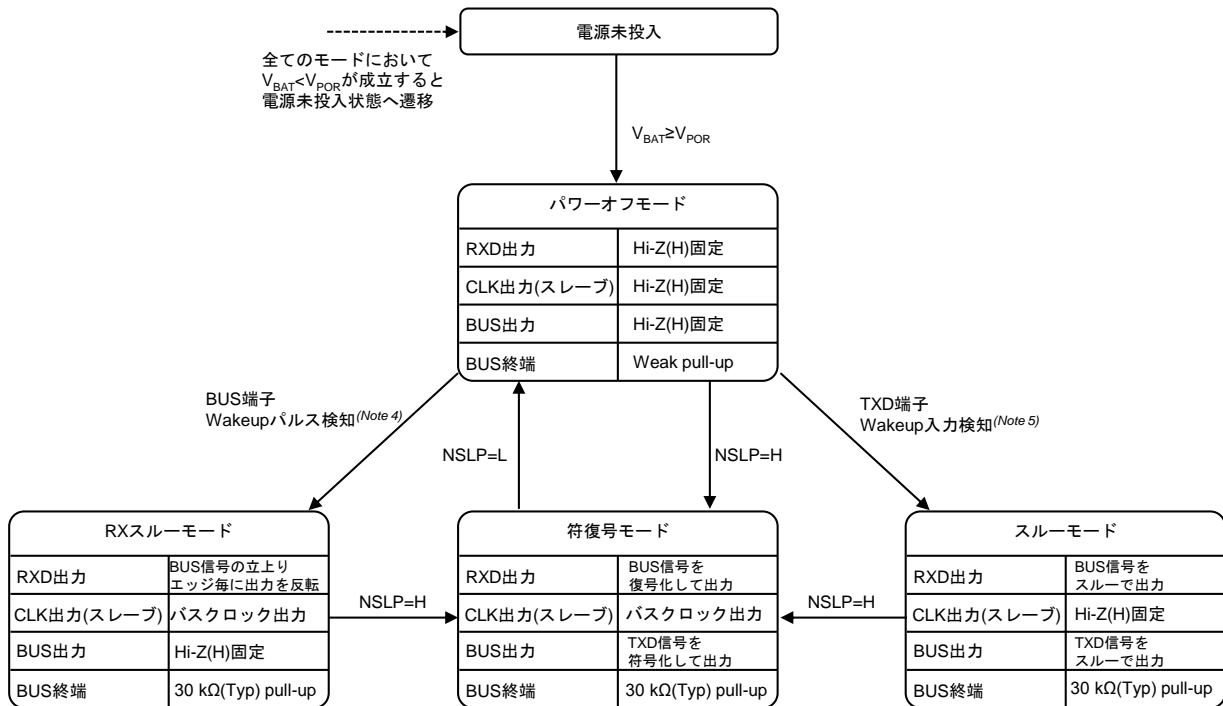 電源未投入
全てのモードにおいて
VBAT<VPORが成立すると
電源未投入状態へ遷移
VBAT≥VPOR
パワーオフモード
RXD出力 Hi-Z(H)固定
CLK出力(スレーブ) Hi-Z(H)固定
BUS出力 Hi-Z(H)固定
BUS終端 Weak pull-up
BUS端子
Wakeupパルス検知(Note 4)
NSLP=L
NSLP=H
TXD端子
Wakeup入力検知(Note 5)
RXスルーモード
RXD出力 BUS信号の立上り
エッジ毎に出力を反転
CLK出力(スレーブ) バスクロック出力
BUS出力 Hi-Z(H)固定
BUS終端 30 kΩ(Typ) pull-up
NSLP=H
符復号モード
RXD出力 BUS信号を
復号化して出力
CLK出力(スレーブ) バスクロック出力
BUS出力 TXD信号を
符号化して出力
BUS終端 30 kΩ(Typ) pull-up
NSLP=H
スルーモード
RXD出力 BUS信号を
スルーで出力
CLK出力(スレーブ) Hi-Z(H)固定
BUS出力 TXD信号を
スルーで出力
BUS終端 30 kΩ(Typ) pull-up